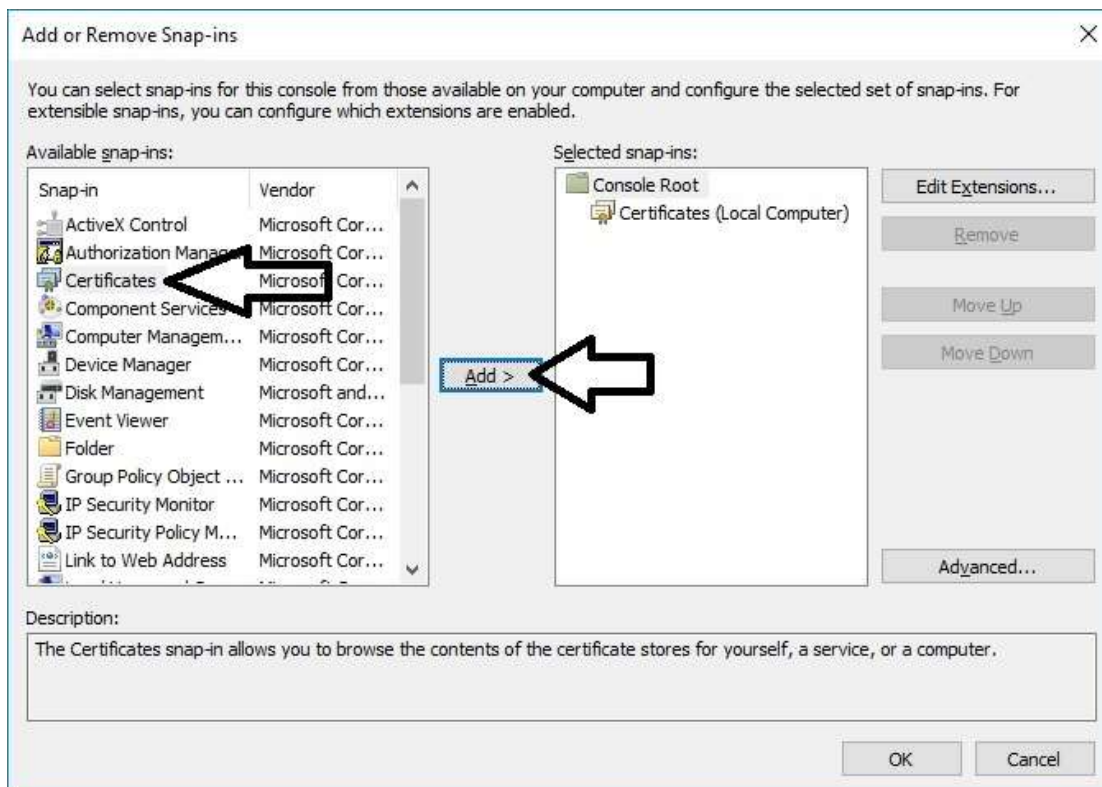 Add or Remove Snap-ins
You can select snap-ins for this console from those available on your computer and configure the selected set of snap-ins. For
extensible snap-ins, you can configure which extensions are enabled.
Available snap-ins:
Snap-in Vendor
ActiveX Control Microsoft Cor...
Authorization Manage Microsoft Cor...
Certificates Microsoft Cor...
Component Services Microsoft Cor...
Computer Managem... Microsoft Cor...
Device Manager Microsoft Cor...
Disk Management Microsoft and...
Event Viewer Microsoft Cor...
Folder Microsoft Cor...
Group Policy Object ... Microsoft Cor...
IP Security Monitor Microsoft Cor...
IP Security Policy M... Microsoft Cor...
Link to Web Address Microsoft Cor...
Add >
Selected snap-ins:
Console Root
Certificates (Local Computer)
Edit Extensions...
Remove
Move Up
Move Down
Advanced...
Description:
The Certificates snap-in allows you to browse the contents of the certificate stores for yourself, a service, or a computer.
OK
Cancel